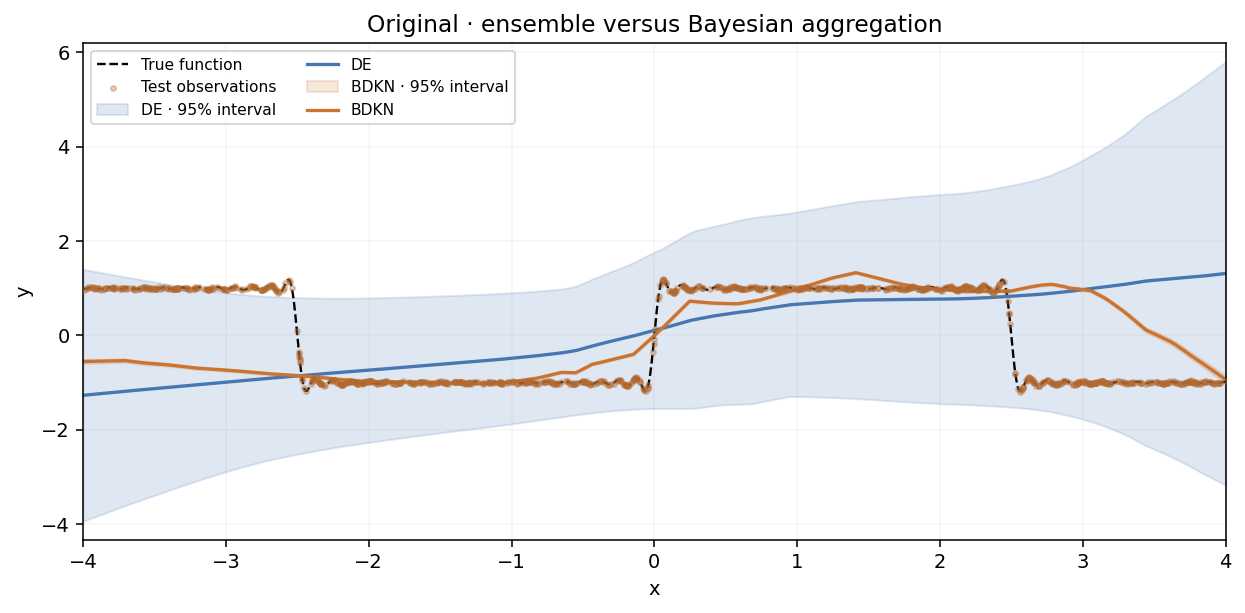 Original · ensemble versus Bayesian aggregation
True function
Test observations
DE · 95% interval
DE
BDKN · 95% interval
BDKN
y
6
4
2
0
−2
−4
−4
−3
−2
−1
0
1
2
3
4
x